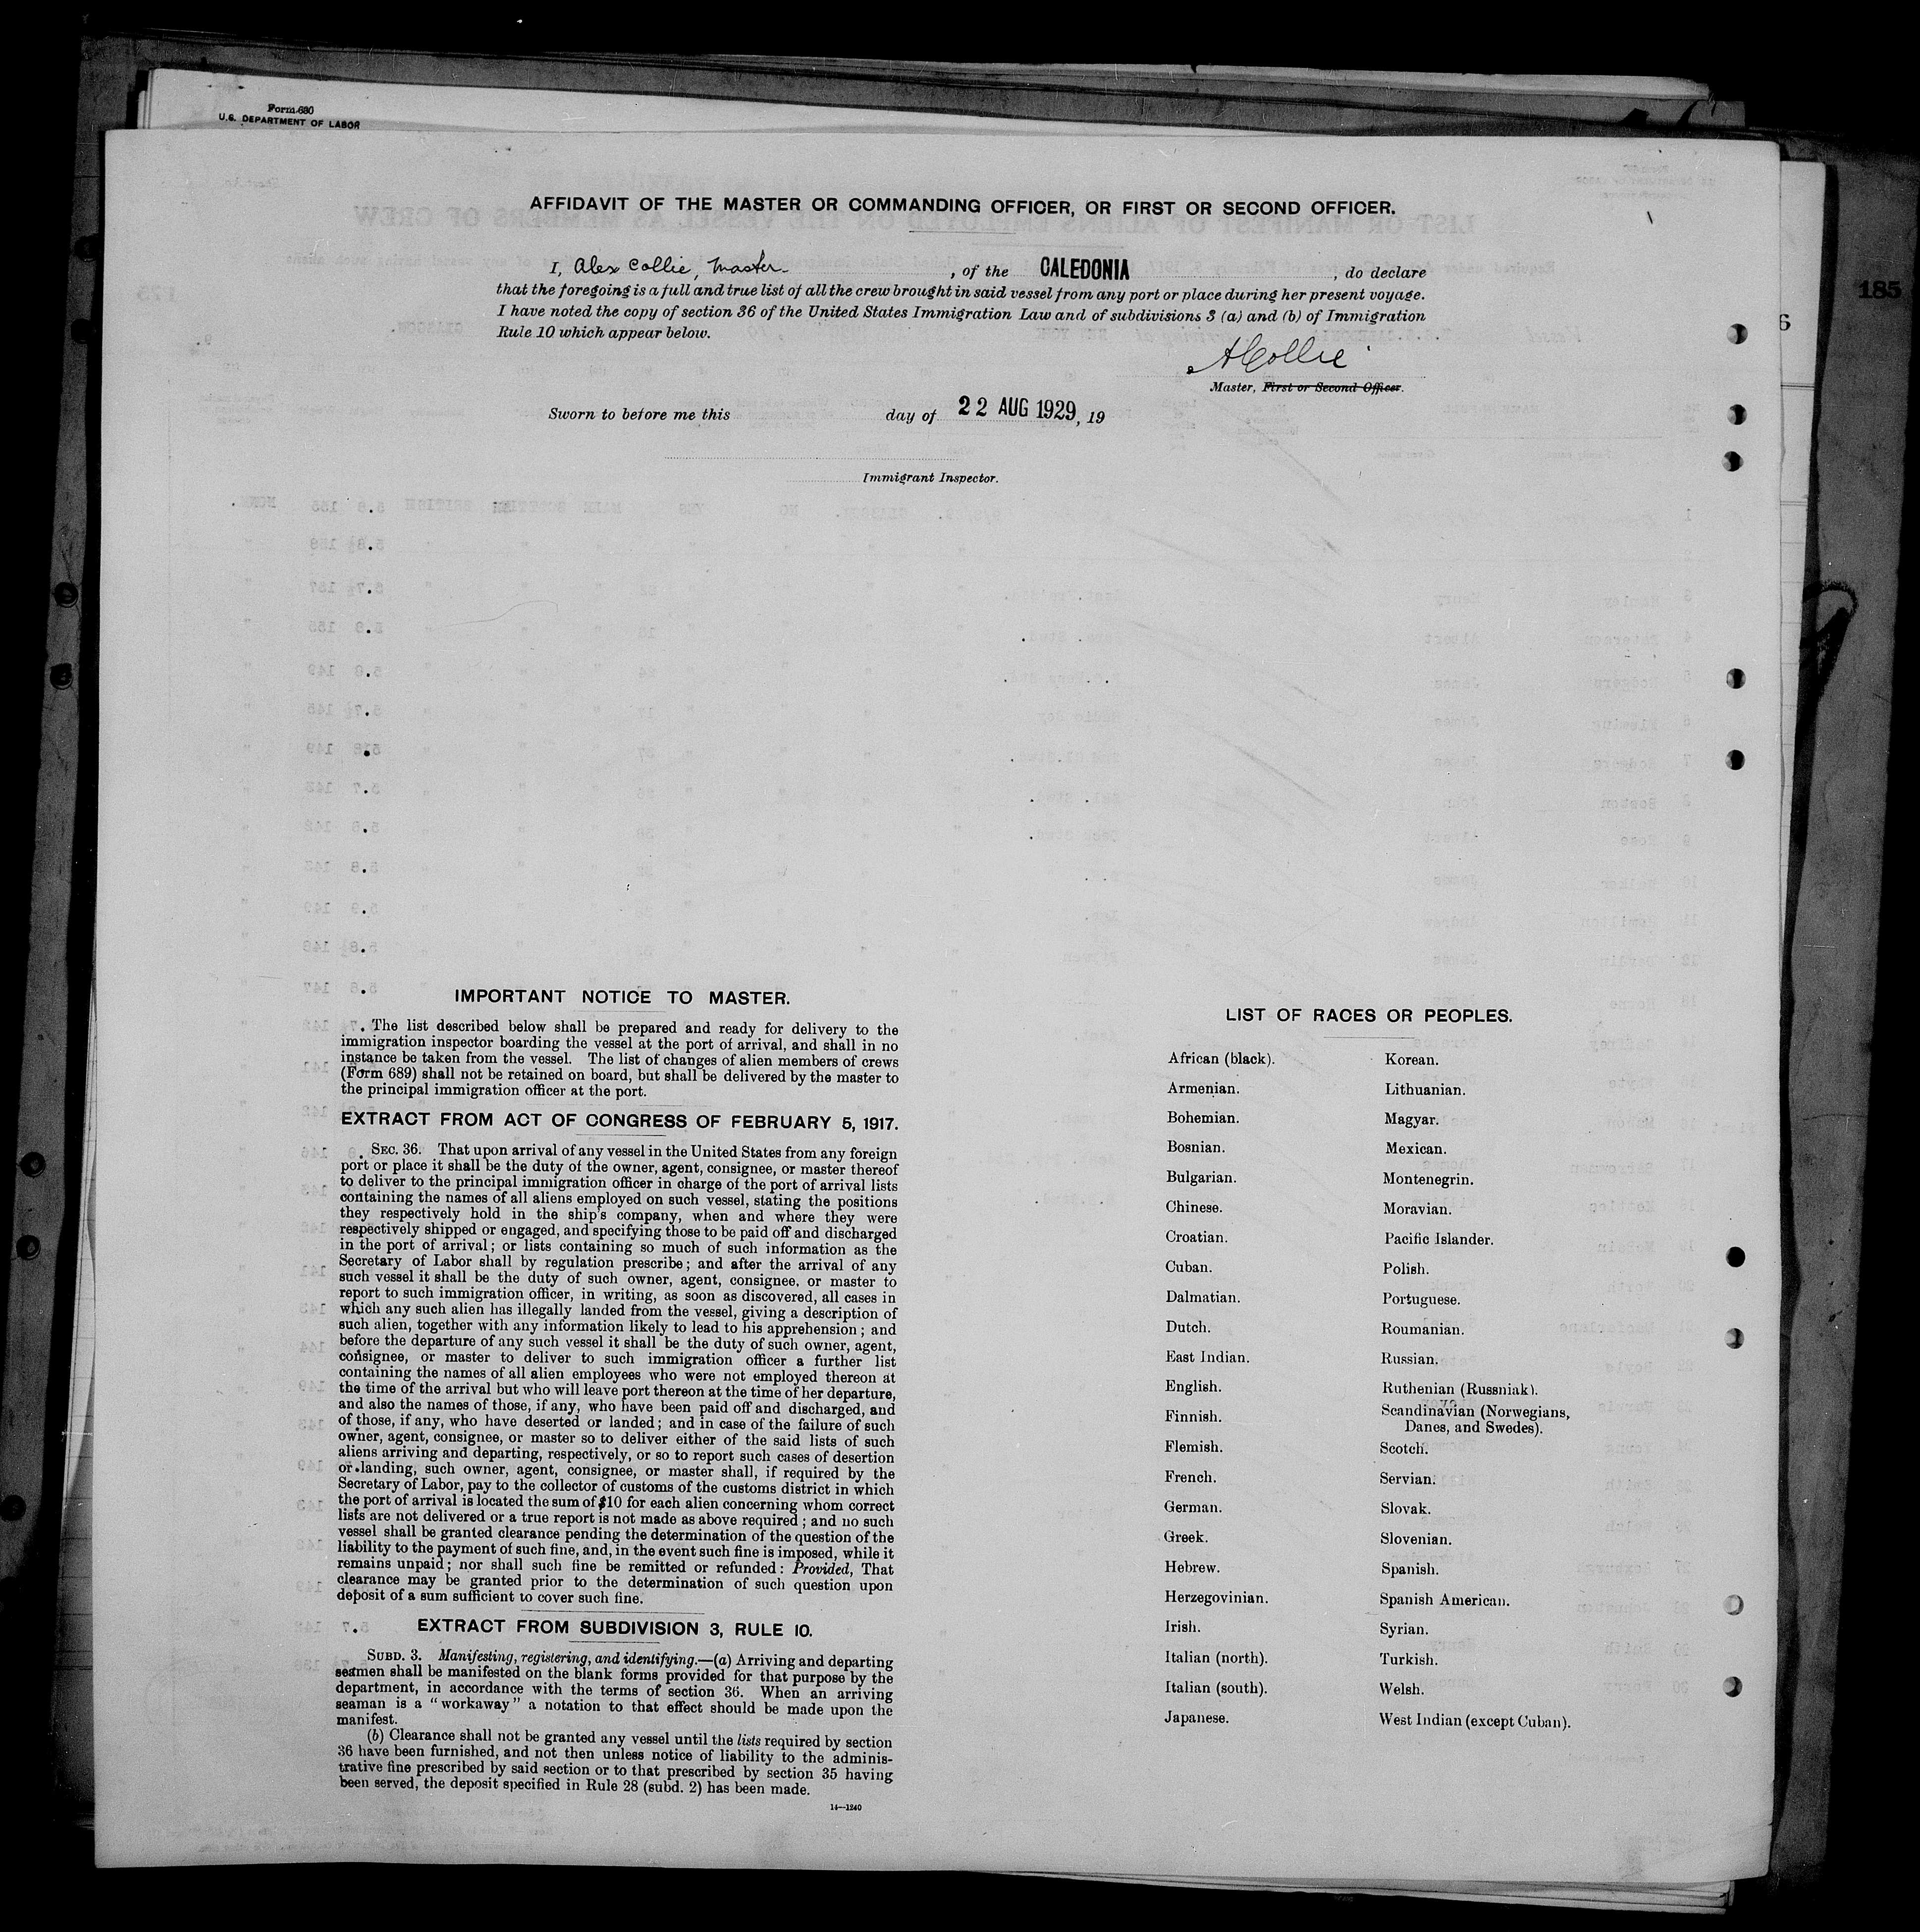 Form 680
U.S. DEPARTMENT OF LABOR
185
6
AFFIDAVIT OF THE MASTER OR COMMANDING OFFICER, OR FIRST OR SECOND OFFICER.
I, Alex Collie, Master , of the CALEDONIA , do declare
that the foregoing is a full and true list of all the crew brought in said vessel from any port or place during her present voyage.
I have noted the copy of section 36 of the United States Immigration Law and of subdivisions 3 (a) and (b) of Immigration
Rule 10 which appear below.
A Collie
Master, First or Second Officer.
Sworn to before me this day of 22 AUG 1929, 19
Immigrant Inspector.
IMPORTANT NOTICE TO MASTER.
The list described below shall be prepared and ready for delivery to the
immigration inspector boarding the vessel at the port of arrival, and shall in no
instance be taken from the vessel. The list of changes of alien members of crews
(Form 689) shall not be retained on board, but shall be delivered by the master to
the principal immigration officer at the port.
EXTRACT FROM ACT OF CONGRESS OF FEBRUARY 5, 1917.
SEC. 36. That upon arrival of any vessel in the United States from any foreign
port or place it shall be the duty of the owner, agent, consignee, or master thereof
to deliver to the principal immigration officer in charge of the port of arrival lists
containing the names of all aliens employed on such vessel, stating the positions
they respectively hold in the ship's company, when and where they were
respectively shipped or engaged, and specifying those to be paid off and discharged
in the port of arrival; or lists containing so much of such information as the
Secretary of Labor shall by regulation prescribe; and after the arrival of any
such vessel it shall be the duty of such owner, agent, consignee, or master to
report to such immigration officer, in writing, as soon as discovered, all cases in
which any such alien has illegally landed from the vessel, giving a description of
such alien, together with any information likely to lead to his apprehension; and
before the departure of any such vessel it shall be the duty of such owner, agent,
consignee, or master to deliver to such immigration officer a further list
containing the names of all alien employees who were not employed thereon at
the time of the arrival but who will leave port thereon at the time of her departure,
and also the names of those, if any, who have been paid off and discharged, and
of those, if any, who have deserted or landed; and in case of the failure of such
owner, agent, consignee, or master so to deliver either of the said lists of such
aliens arriving and departing, respectively, or so to report such cases of desertion
or landing, such owner, agent, consignee, or master shall, if required by the
Secretary of Labor, pay to the collector of customs of the customs district in which
the port of arrival is located the sum of $10 for each alien concerning whom correct
lists are not delivered or a true report is not made as above required; and no such
vessel shall be granted clearance pending the determination of the question of the
liability to the payment of such fine, and, in the event such fine is imposed, while it
remains unpaid; nor shall such fine be remitted or refunded: Provided, That
clearance may be granted prior to the determination of such question upon
deposit of a sum sufficient to cover such fine.
EXTRACT FROM SUBDIVISION 3, RULE 10.
SUBD. 3. Manifesting, registering, and identifying.—(a) Arriving and departing
seamen shall be manifested on the blank forms provided for that purpose by the
department, in accordance with the terms of section 36. When an arriving
seaman is a "workaway" a notation to that effect should be made upon the
manifest.
(b) Clearance shall not be granted any vessel until the lists required by section
36 have been furnished, and not then unless notice of liability to the adminis-
trative fine prescribed by said section or to that prescribed by section 35 having
been served, the deposit specified in Rule 28 (subd. 2) has been made.
14—1240
LIST OF RACES OR PEOPLES.
African (black).
Armenian.
Bohemian.
Bosnian.
Bulgarian.
Chinese.
Croatian.
Cuban.
Dalmatian.
Dutch.
East Indian.
English.
Finnish.
Flemish.
French.
German.
Greek.
Hebrew.
Herzegovinian.
Irish.
Italian (north).
Italian (south).
Japanese.
Korean.
Lithuanian.
Magyar.
Mexican.
Montenegrin.
Moravian.
Pacific Islander.
Polish.
Portuguese.
Roumanian.
Russian.
Ruthenian (Russniak).
Scandinavian (Norwegians,
Danes, and Swedes).
Scotch.
Servian.
Slovak.
Slovenian.
Spanish.
Spanish American.
Syrian.
Turkish.
Welsh.
West Indian (except Cuban).